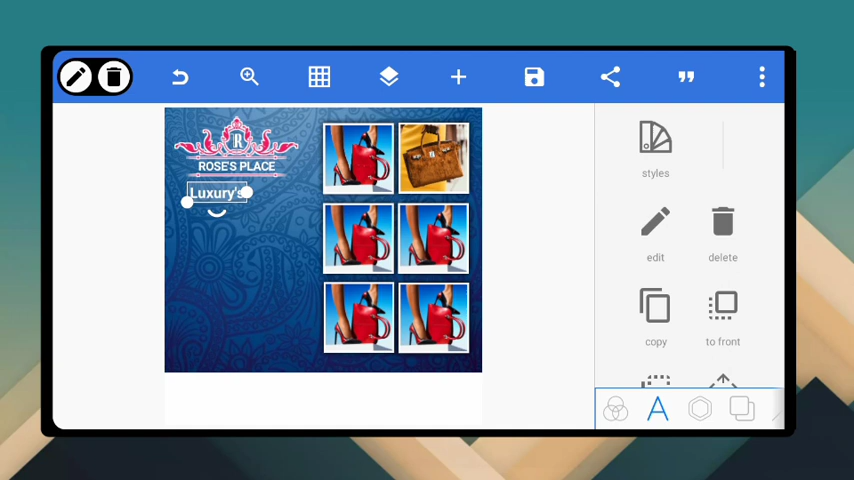 R
ROSE'S PLACE
Luxury's
styles
edit
delete
copy
to front